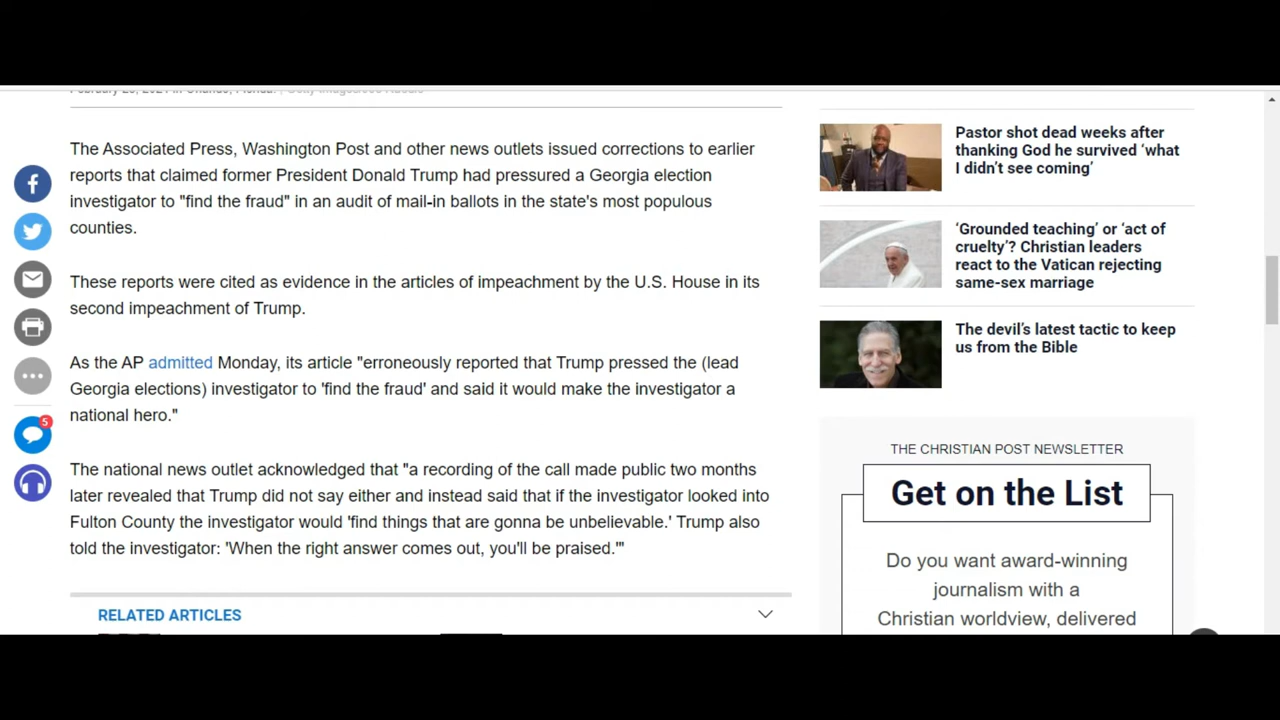 The Associated Press, Washington Post and other news outlets issued corrections to earlier
reports that claimed former President Donald Trump had pressured a Georgia election
investigator to "find the fraud" in an audit of mail-in ballots in the state's most populous
counties.
These reports were cited as evidence in the articles of impeachment by the U.S. House in its
second impeachment of Trump.
As the AP admitted Monday, its article "erroneously reported that Trump pressed the (lead
Georgia elections) investigator to 'find the fraud' and said it would make the investigator a
national hero."
The national news outlet acknowledged that "a recording of the call made public two months
later revealed that Trump did not say either and instead said that if the investigator looked into
Fulton County the investigator would 'find things that are gonna be unbelievable.' Trump also
told the investigator: 'When the right answer comes out, you'll be praised.'"
RELATED ARTICLES
5
Pastor shot dead weeks after
thanking God he survived ‘what
I didn’t see coming’
‘Grounded teaching’ or ‘act of
cruelty’? Christian leaders
react to the Vatican rejecting
same-sex marriage
The devil’s latest tactic to keep
us from the Bible
THE CHRISTIAN POST NEWSLETTER
Get on the List
Do you want award-winning
journalism with a
Christian worldview, delivered